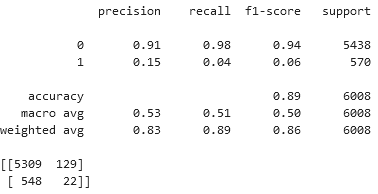 precision recall f1-score support
0 0.91 0.98 0.94 5438
1 0.15 0.04 0.06 570
accuracy 0.89 6008
macro avg 0.53 0.51 0.50 6008
weighted avg 0.83 0.89 0.86 6008
[[5309 129]
[ 548 22]]